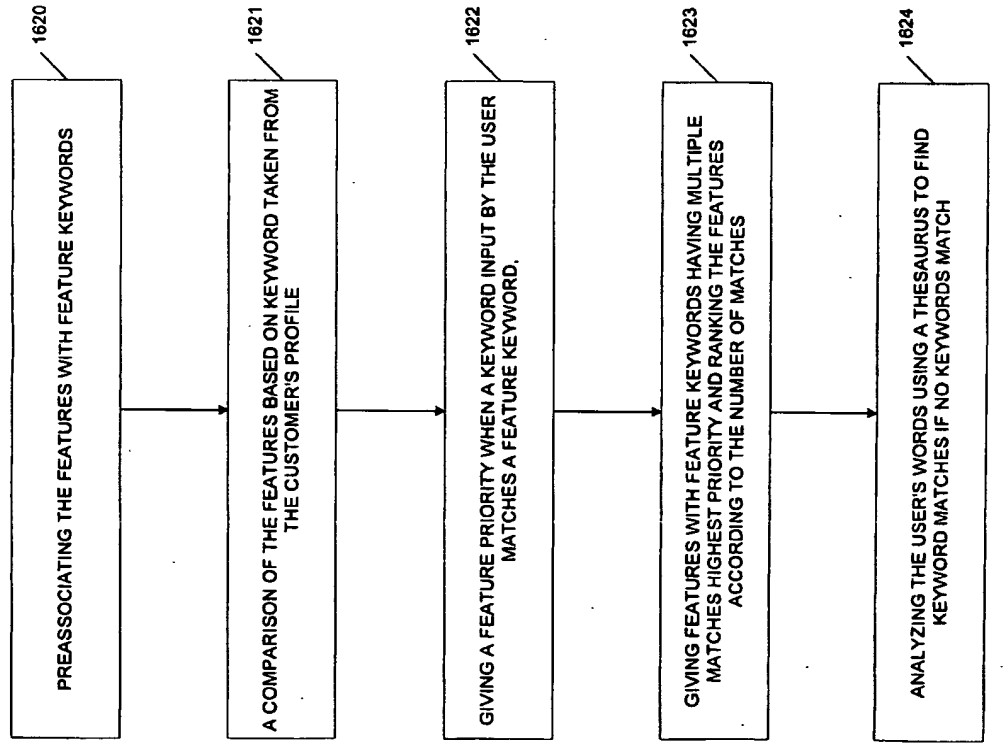 1620
PREASSOCIATING THE FEATURES WITH FEATURE KEYWORDS
1621
A COMPARISON OF THE FEATURES BASED ON KEYWORD TAKEN FROM
THE CUSTOMER'S PROFILE
1622
GIVING A FEATURE PRIORITY WHEN A KEYWORD INPUT BY THE USER
MATCHES A FEATURE KEYWORD,
1623
GIVING FEATURES WITH FEATURE KEYWORDS HAVING MULTIPLE
MATCHES HIGHEST PRIORITY AND RANKING THE FEATURES
ACCORDING TO THE NUMBER OF MATCHES
1624
ANALYZING THE USER'S WORDS USING A THESAURUS TO FIND
KEYWORD MATCHES IF NO KEYWORDS MATCH